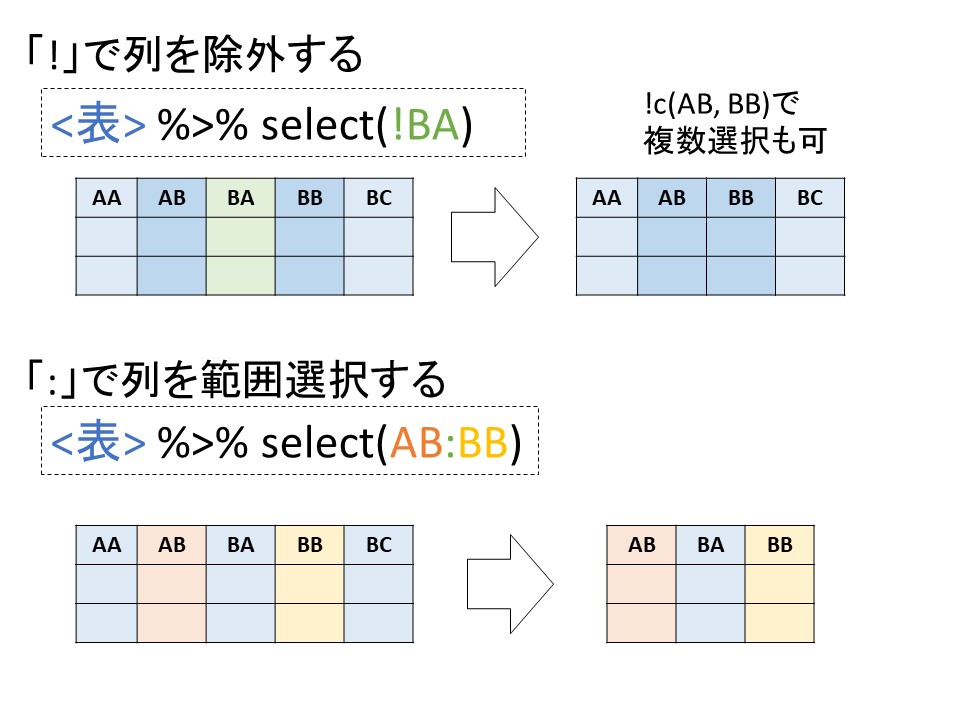 「!」で列を除外する
<表> %>% select(!BA)
!c(AB, BB)で
複数選択も可
AA AB BA BB BC
AA AB BB BC
「:」で列を範囲選択する
<表> %>% select(AB:BB)
AA AB BA BB BC
AB BA BB